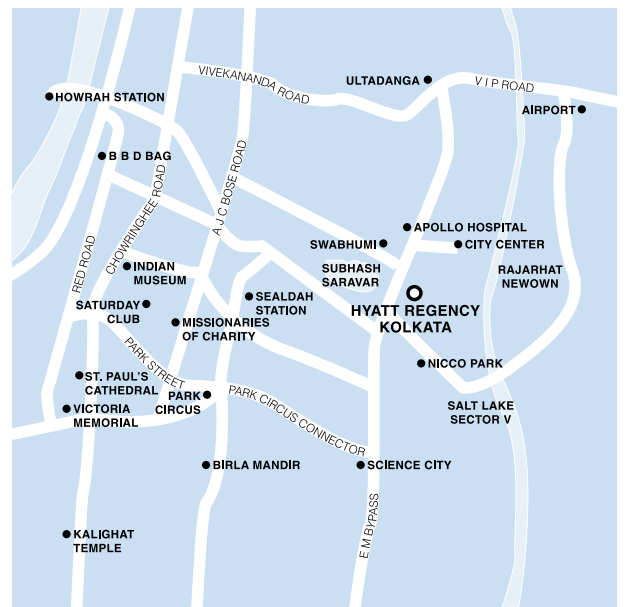 ULTADANGA
VIVEKANANDA ROAD
V I P ROAD
HOWRAH STATION
AIRPORT
B B D BAG
CHOWRINGHEE ROAD
A J C BOSE ROAD
APOLLO HOSPITAL
SWABHUMI
CITY CENTER
RED ROAD
INDIAN
MUSEUM
SUBHASH
SARAVAR
RAJARHAT
NEWOWN
SEALDAH
STATION
SATURDAY
CLUB
HYATT REGENCY
KOLKATA
MISSIONARIES
OF CHARITY
PARK STREET
NICCO PARK
ST. PAUL'S
CATHEDRAL
PARK
CIRCUS
PARK CIRCUS CONNECTOR
VICTORIA
MEMORIAL
SALT LAKE
SECTOR V
BIRLA MANDIR
SCIENCE CITY
E M BYPASS
KALIGHAT
TEMPLE